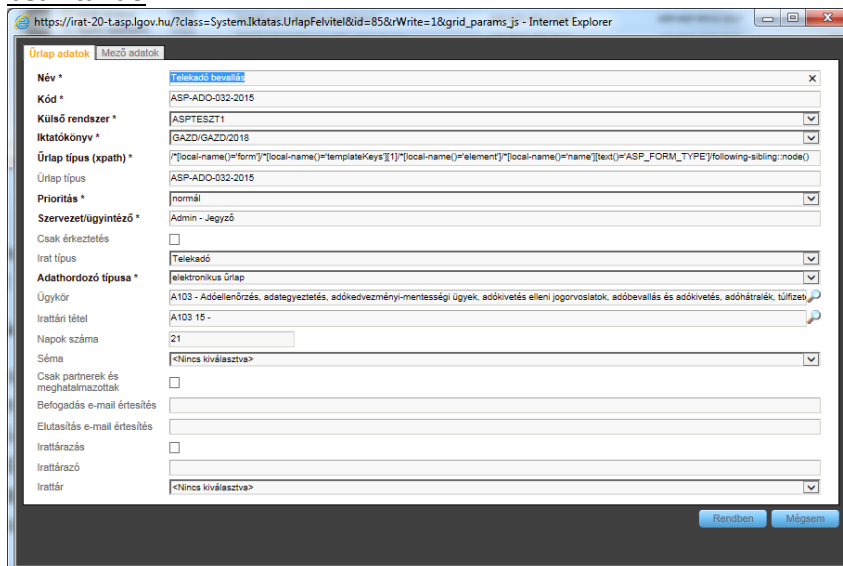 https://irat-20-t.asp.lgov.hu/?class=System.Iktatas.UrlapFelvitel&id=85&rWrite=1&grid_params_js - Internet Explorer
Űrlap adatok Mező adatok
Név * Telekadó bevallás
Kód * ASP-ADO-032-2015
Külső rendszer * ASPTESZT1
Iktatókönyv * GAZD/GAZD/2018
Űrlap típus (xpath) * /*[local-name()='form']/*[local-name()='templateKeys'][1]/*[local-name()='element']/*[local-name()='name'][text()='ASP_FORM_TYPE']/following-sibling::node()
Űrlap típus ASP-ADO-032-2015
Prioritás * normál
Szervezet/ügyintéző * Admin - Jegyző
Csak érkeztetés
Irat típus Telekadó
Adathordozó típusa * elektronikus űrlap
Ügykör A103 - Adóellenőrzés, adategyeztetés, adókedvezményi-mentességi ügyek, adókivetés elleni jogorvoslatok, adóbevallás és adókivetés, adóhátralék, túlfizet
Irattári tétel A103 15 -
Napok száma 21
Séma <Nincs kiválasztva>
Csak partnerek és
meghatalmazottak
Befogadás e-mail értesítés
Elutasítás e-mail értesítés
Irattárazás
Irattárazó
Irattár <Nincs kiválasztva>
Rendben Mégsem